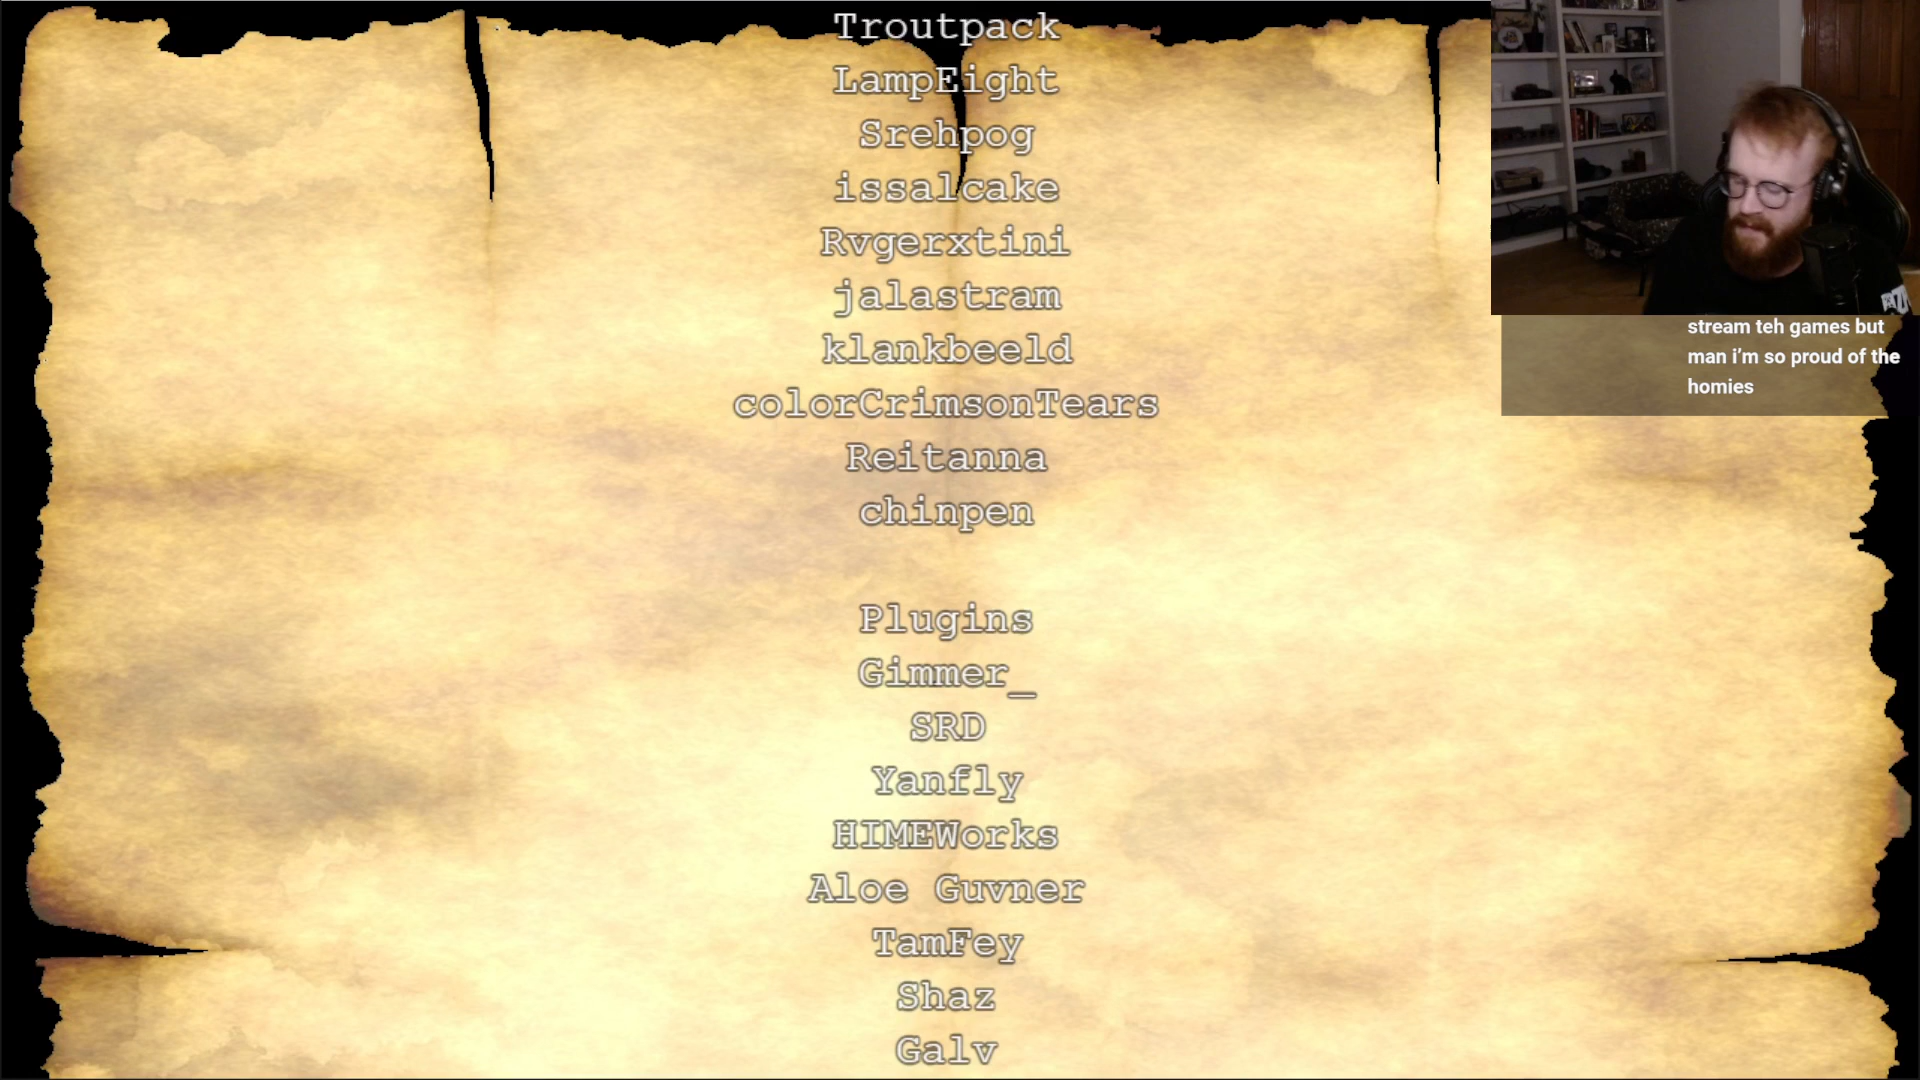 Troutpack
LampEight
Srehpog
issalcake
Rvgerxtini
jalastram
klankbeeld
colorCrimsonTears
Reitanna
chinpen
Plugins
Gimmer_
SRD
Yanfly
HIMEWorks
Aloe Guvner
TamFey
Shaz
Galv
stream teh games but
man i’m so proud of the
homies